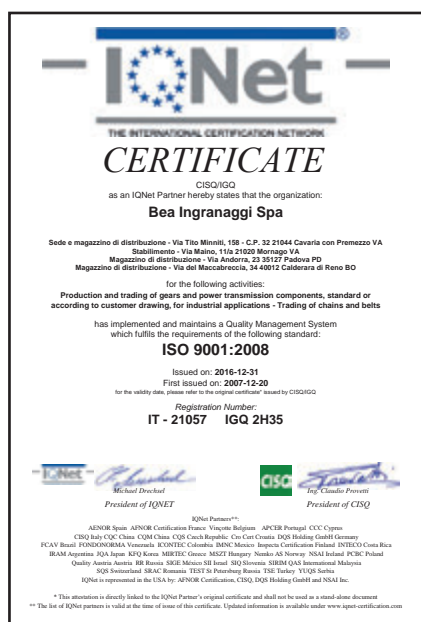 ®
IQNet
THE INTERNATIONAL CERTIFICATION NETWORK
CERTIFICATE
CISQ/IGQ
as an IQNet Partner hereby states that the organization:
Bea Ingranaggi Spa
Sede e magazzino di distribuzione - Via Tito Minniti, 158 - C.P. 32 21044 Cavaria con Premezzo VA
Stabilimento - Via Maino, 11/a 21020 Mornago VA
Magazzino di distribuzione - Via Andorra, 23 35127 Padova PD
Magazzino di distribuzione - Via del Maccabreccia, 34 40012 Calderara di Reno BO
for the following activities:
Production and trading of gears and power transmission components, standard or
according to customer drawing, for industrial applications - Trading of chains and belts
has implemented and maintains a Quality Management System
which fulfils the requirements of the following standard:
ISO 9001:2008
Issued on: 2016-12-31
First issued on: 2007-12-20
for the validity date, please refer to the original certificate* issued by CISQ/IGQ
Registration Number:
IT - 21057 IGQ 2H35
IQNet
CISQ
Michael Drechsel
Ing. Claudio Provetti
President of IQNET
President of CISQ
IQNet Partners**:
AENOR Spain AFNOR Certification France Vinçotte Belgium APCER Portugal CCC Cyprus
CISQ Italy CQC China CQM China CQS Czech Republic Cro Cert Croatia DQS Holding GmbH Germany
FCAV Brazil FONDONORMA Venezuela ICONTEC Colombia IMNC Mexico Inspecta Certification Finland INTECO Costa Rica
IRAM Argentina JQA Japan KFQ Korea MIRTEC Greece MSZT Hungary Nemko AS Norway NSAI Ireland PCBC Poland
Quality Austria Austria RR Russia SIGE México SII Israel SIQ Slovenia SIRIM QAS International Malaysia
SQS Switzerland SRAC Romania TEST St Petersburg Russia TSE Turkey YUQS Serbia
IQNet is represented in the USA by: AFNOR Certification, CISQ, DQS Holding GmbH and NSAI Inc.
* This attestation is directly linked to the IQNet Partner's original certificate and shall not be used as a stand-alone document
** The list of IQNet partners is valid at the time of issue of this certificate. Updated information is available under www.iqnet-certification.com